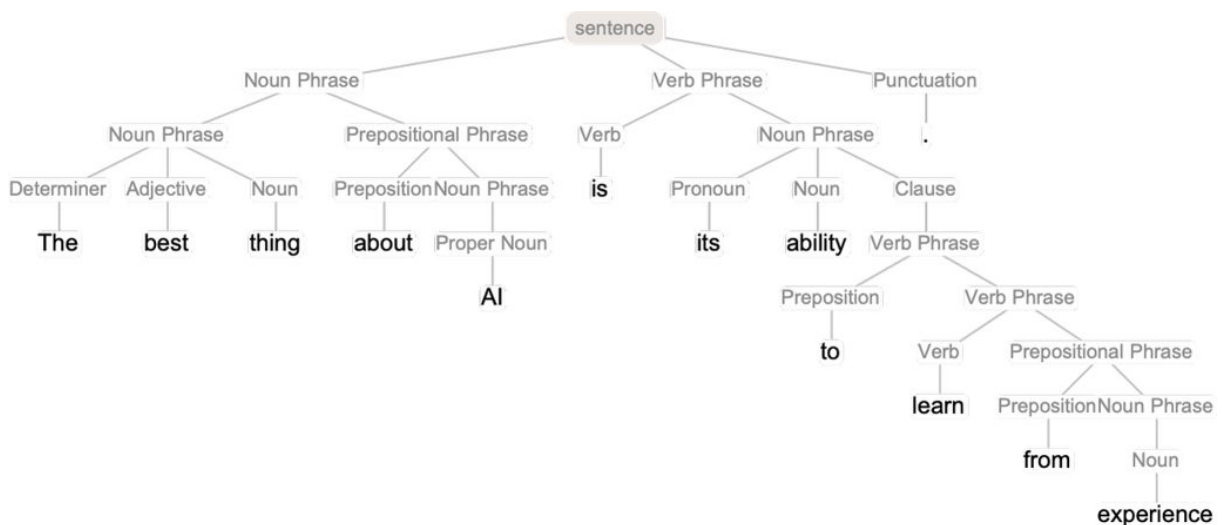 sentence
Noun Phrase Verb Phrase Punctuation
Noun Phrase Prepositional Phrase Verb Noun Phrase .
Determiner Adjective Noun Preposition Noun Phrase is Pronoun Noun Clause
The best thing about Proper Noun its ability Verb Phrase
AI Preposition Verb Phrase
to Verb Prepositional Phrase
learn Preposition Noun Phrase
from Noun
experience